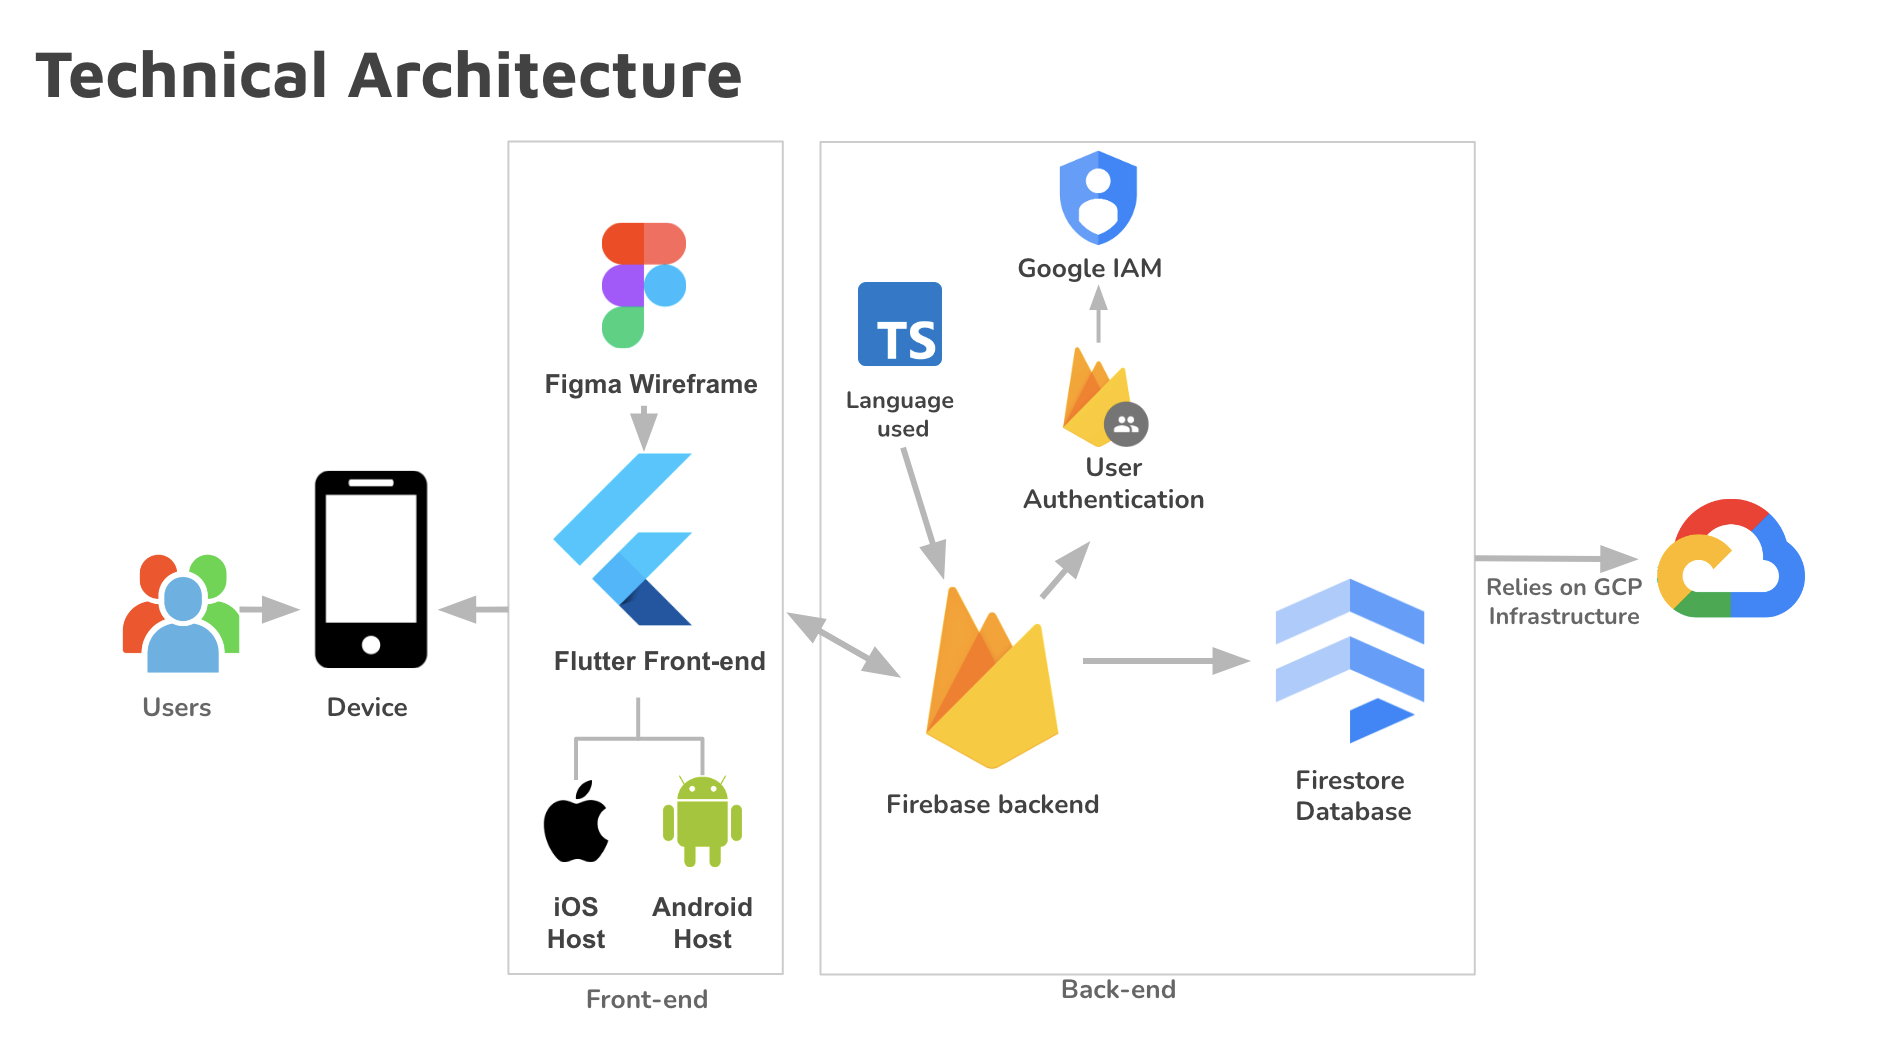 Technical Architecture
Google IAM
TS
Figma Wireframe
Language
used
User
Authentication
Relies on GCP
Infrastructure
Flutter Front-end
Users
Device
Firebase backend
Firestore
Database
iOS
Host
Android
Host
Front-end
Back-end